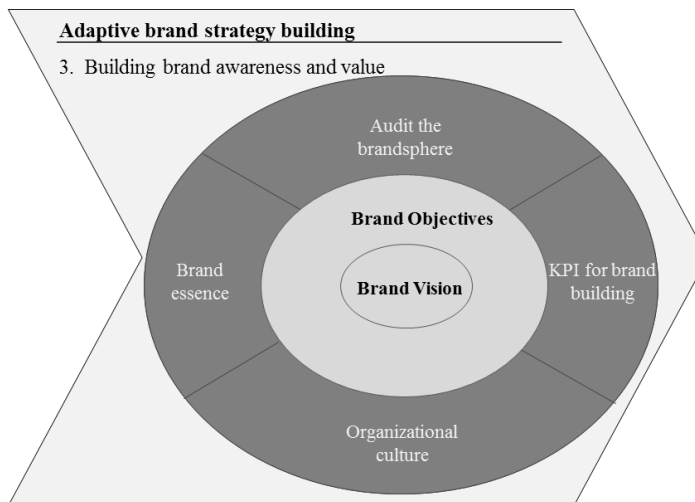 Adaptive brand strategy building
3. Building brand awareness and value
Audit the
brandsphere
Brand Objectives
Brand
essence
Brand Vision
KPI for brand
building
Organizational
culture